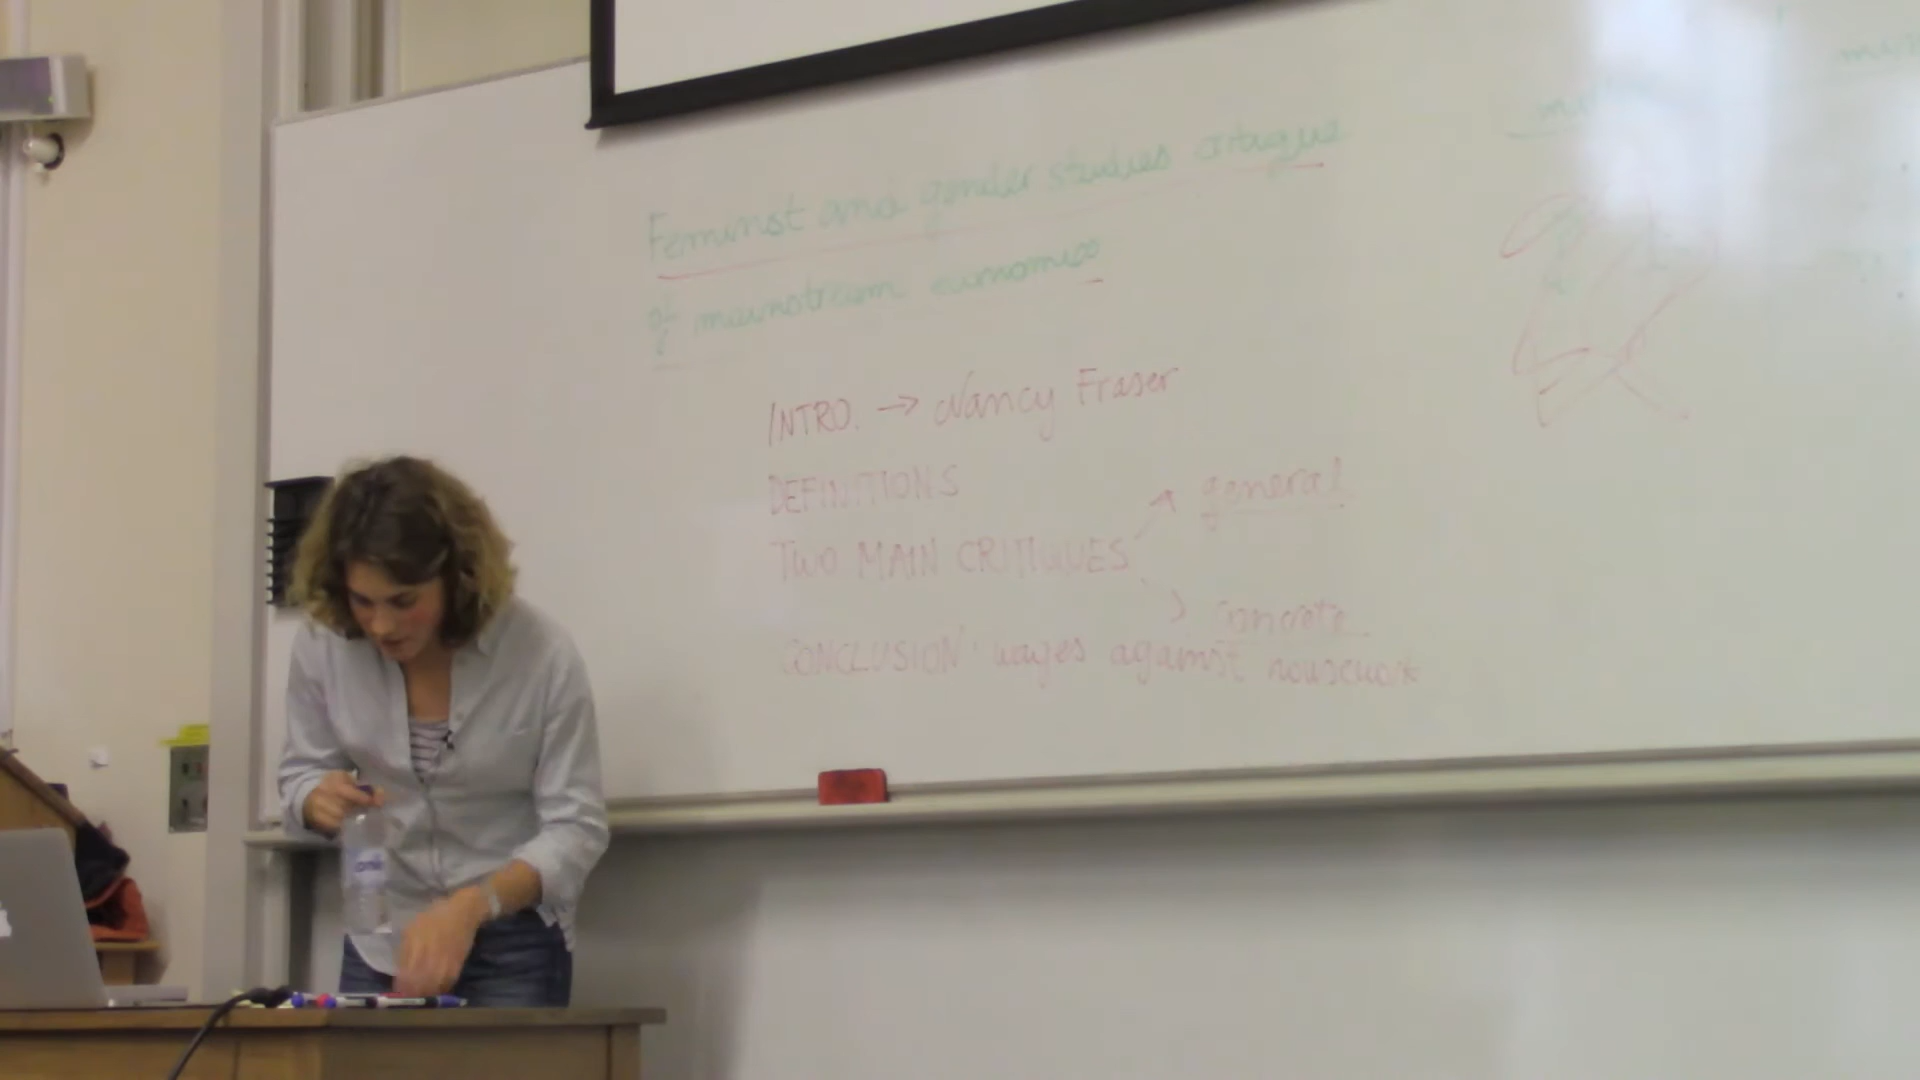 Feminist and gender studies critique
of mainstream economics
INTRO. → Nancy Fraser
DEFINITIONS
general
TWO MAIN CRITIQUES
concrete
CONCLUSION: wages against housework